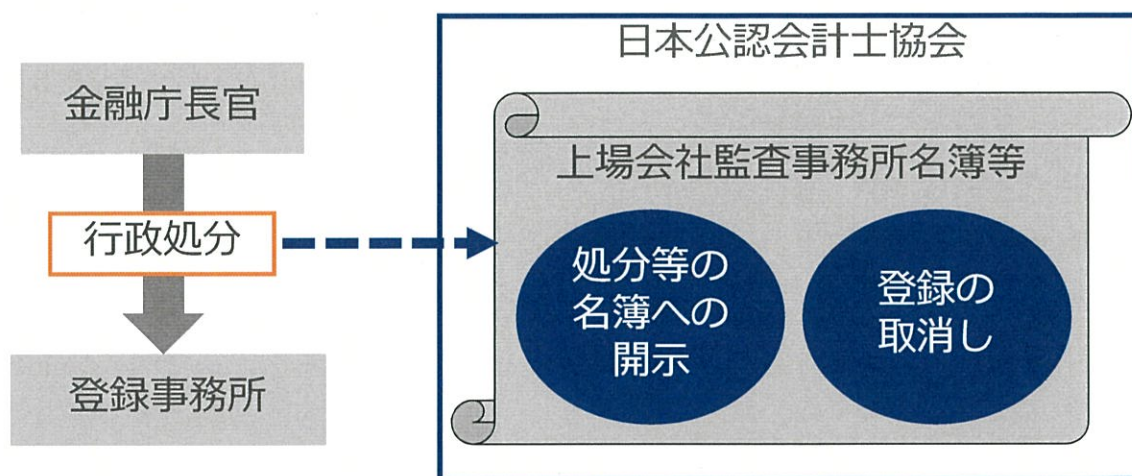 金融庁長官
行政処分
登録事務所
日本公認会計士協会
上場会社監査事務所名簿等
処分等の
名簿への
開示
登録の
取消し